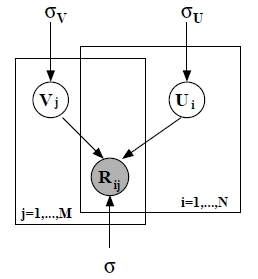 σV σU
Vj Ui
Rij
j=1,...,M i=1,...,N
σ